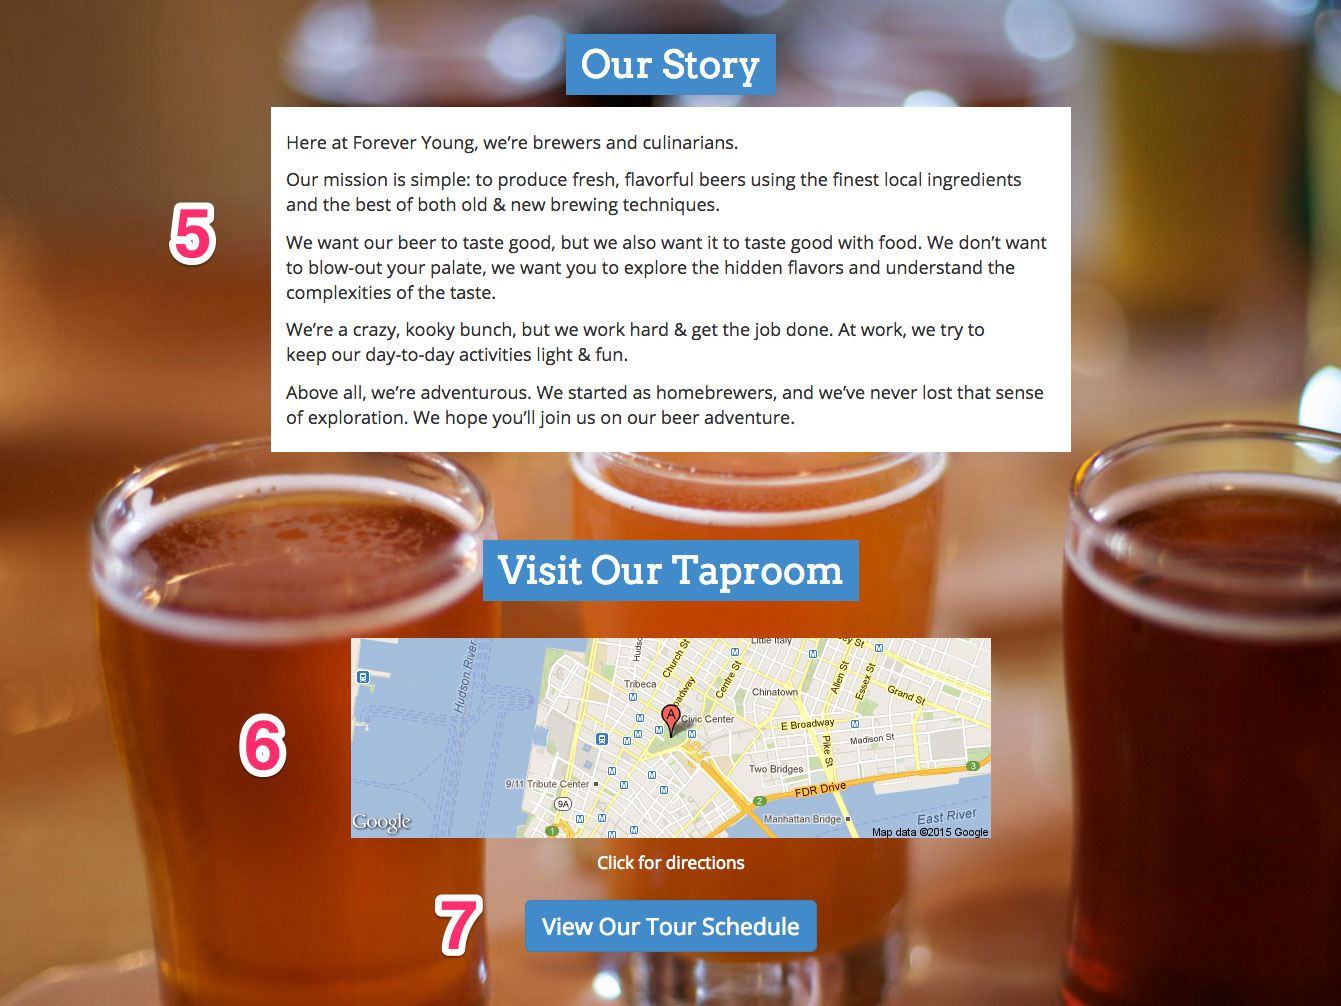 Our Story
Here at Forever Young, we’re brewers and culinarians.
Our mission is simple: to produce fresh, flavorful beers using the finest local ingredients
and the best of both old & new brewing techniques.
5
We want our beer to taste good, but we also want it to taste good with food. We don’t want
to blow-out your palate, we want you to explore the hidden flavors and understand the
complexities of the taste.
We’re a crazy, kooky bunch, but we work hard & get the job done. At work, we try to
keep our day-to-day activities light & fun.
Above all, we’re adventurous. We started as homebrewers, and we’ve never lost that sense
of exploration. We hope you’ll join us on our beer adventure.
Visit Our Taproom
6
Hudson River
Church St
Little Italy
Tribeca
Centre St
Chinatown
Allen St
Essex St
Grand St
A
Civic Center
E Broadway
Pike St
Madison St
Two Bridges
3
9/11 Tribute Center
FDR Drive
9A
2
Manhattan Bridge
East River
1
Google
Map data ©2015 Google
Click for directions
7
View Our Tour Schedule